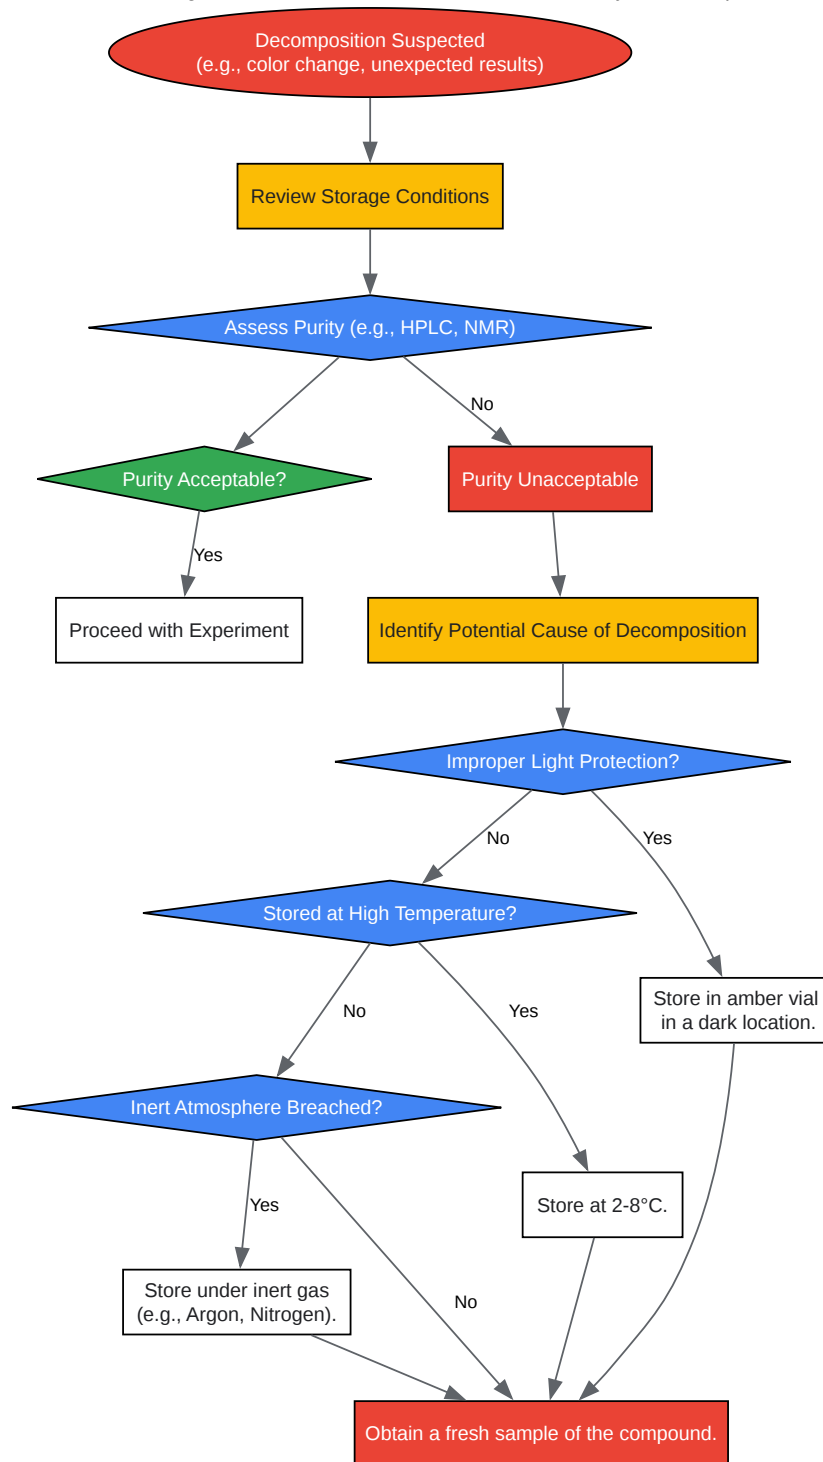 Decomposition Suspected
(e.g., color change, unexpected results)
Review Storage Conditions
Assess Purity (e.g., HPLC, NMR)
No
Purity Acceptable?
Purity Unacceptable
Yes
Proceed with Experiment
Identify Potential Cause of Decomposition
Improper Light Protection?
No
Yes
Stored at High Temperature?
Store in amber vial
in a dark location.
No
Yes
Inert Atmosphere Breached?
Yes
Store at 2-8°C.
Store under inert gas
(e.g., Argon, Nitrogen).
No
Obtain a fresh sample of the compound.